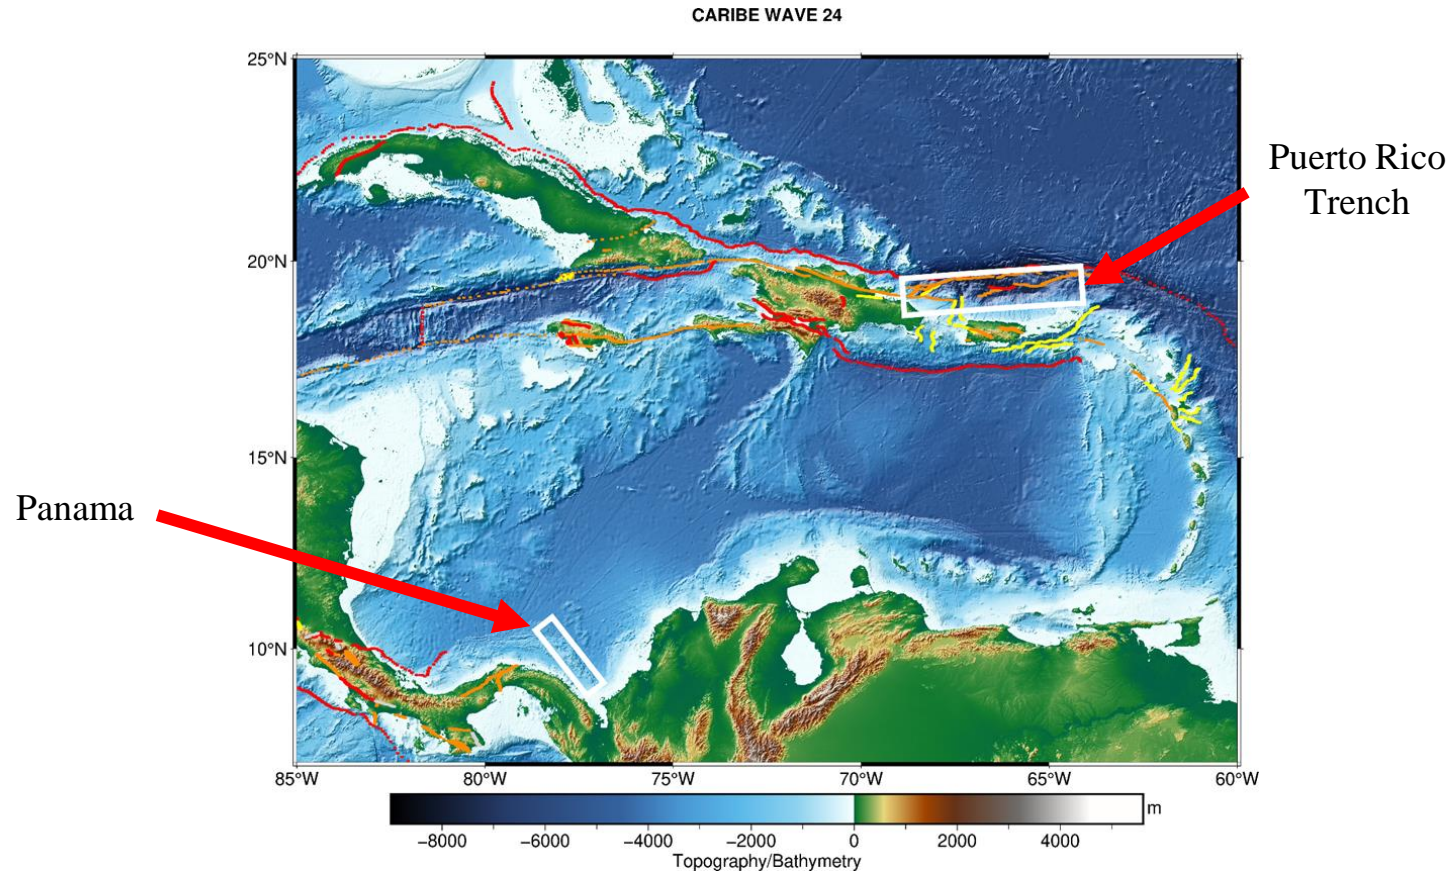 CARIBE WAVE 24
25°N
20°N
15°N
10°N
85°W 80°W 75°W 70°W 65°W 60°W
Puerto Rico
Trench
Panama
m
−8000 −6000 −4000 −2000 0 2000 4000
Topography/Bathymetry